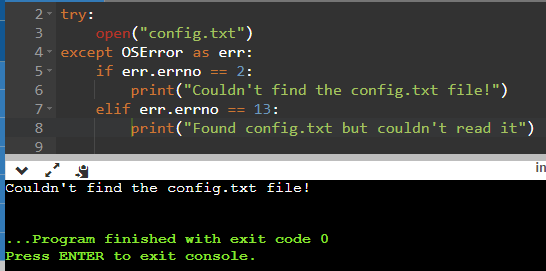 2 try:
3 open("config.txt")
4 except OSError as err:
5 if err.errno == 2:
6 print("Couldn't find the config.txt file!")
7 elif err.errno == 13:
8 print("Found config.txt but couldn't read it")
9
in
Couldn't find the config.txt file!
...Program finished with exit code 0
Press ENTER to exit console.